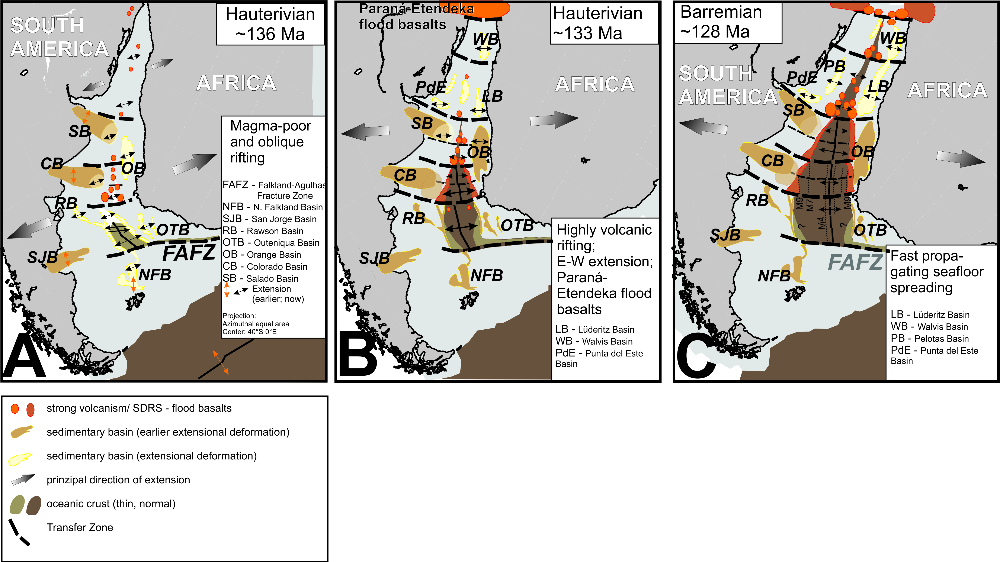 SOUTH
AMERICA
AFRICA
Hauterivian
~136 Ma
SB
CB
OB
RB
OTB
FAFZ
SJB
NFB
A
Magma-poor
and oblique
rifting
FAFZ - Falkland-Agulhas
Fracture Zone
NFB - N. Falkland Basin
SJB - San Jorge Basin
RB - Rawson Basin
OTB - Outeniqua Basin
OB - Orange Basin
CB - Colorado Basin
SB - Salado Basin
Extension
(earlier; now)
Projection:
Azimuthal equal area
Center: 40°S 0°E
Paraná-Etendeka
flood basalts
Hauterivian
~133 Ma
WB
PdE
LB
AFRICA
SB
OB
CB
RB
OTB
SJB
NFB
B
Highly volcanic
rifting;
E-W extension;
Paraná-
Etendeka flood
basalts
LB - Lüderitz Basin
WB - Walvis Basin
PdE - Punta del Este
Basin
Barremian
~128 Ma
WB
PB
PdE
SOUTH
AMERICA
LB
AFRICA
SB
OB
CB
RB
M9
M7
M4
M9
?
?
OTB
SJB
FAFZ
NFB
C
Fast propa-
gating seafloor
spreading
LB - Lüderitz Basin
WB - Walvis Basin
PB - Pelotas Basin
PdE - Punta del Este
Basin
strong volcanism/ SDRS - flood basalts
sedimentary basin (earlier extensional deformation)
sedimentary basin (extensional deformation)
prinzipal direction of extension
oceanic crust (thin, normal)
Transfer Zone